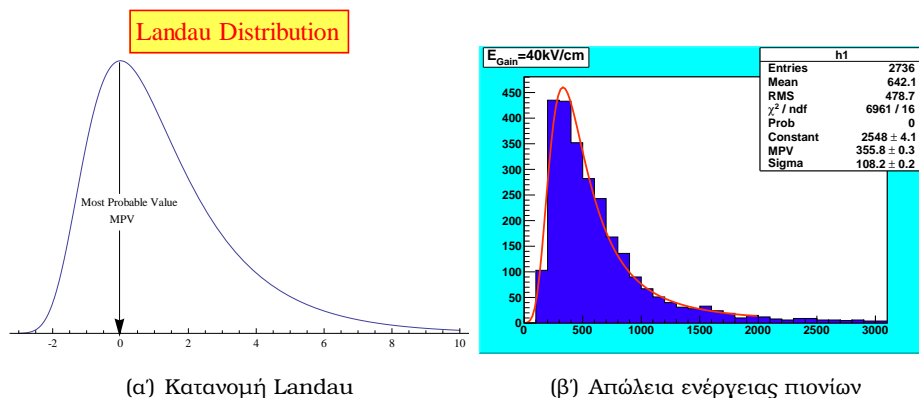 Landau Distribution
Most Probable Value
MPV
-2 0 2 4 6 8 10
(α') Κατανομή Landau
E_Gain=40kV/cm
h1
Entries 2736
Mean 642.1
RMS 478.7
χ² / ndf 6961 / 16
Prob 0
Constant 2548 ± 4.1
MPV 355.8 ± 0.3
Sigma 108.2 ± 0.2
450
400
350
300
250
200
150
100
50
0
0 500 1000 1500 2000 2500 3000
(β') Απώλεια ενέργειας πιονίων